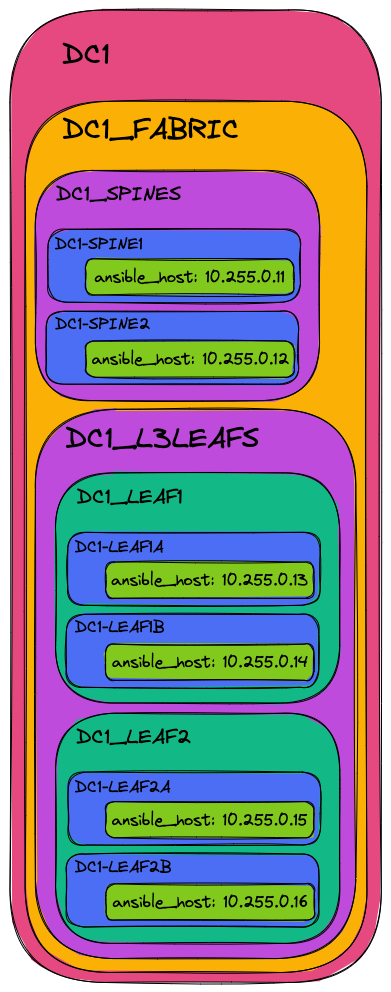 DC1
DC1_FABRIC
DC1_SPINES
DC1-SPINE1
ansible_host: 10.255.0.11
DC1-SPINE2
ansible_host: 10.255.0.12
DC1_L3LEAFS
DC1_LEAF1
DC1-LEAF1A
ansible_host: 10.255.0.13
DC1-LEAF1B
ansible_host: 10.255.0.14
DC1_LEAF2
DC1-LEAF2A
ansible_host: 10.255.0.15
DC1-LEAF2B
ansible_host: 10.255.0.16